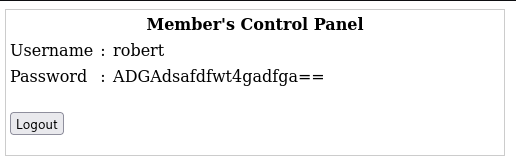 Member's Control Panel
Username : robert
Password : ADGAdsafdfwt4gadfga==
Logout